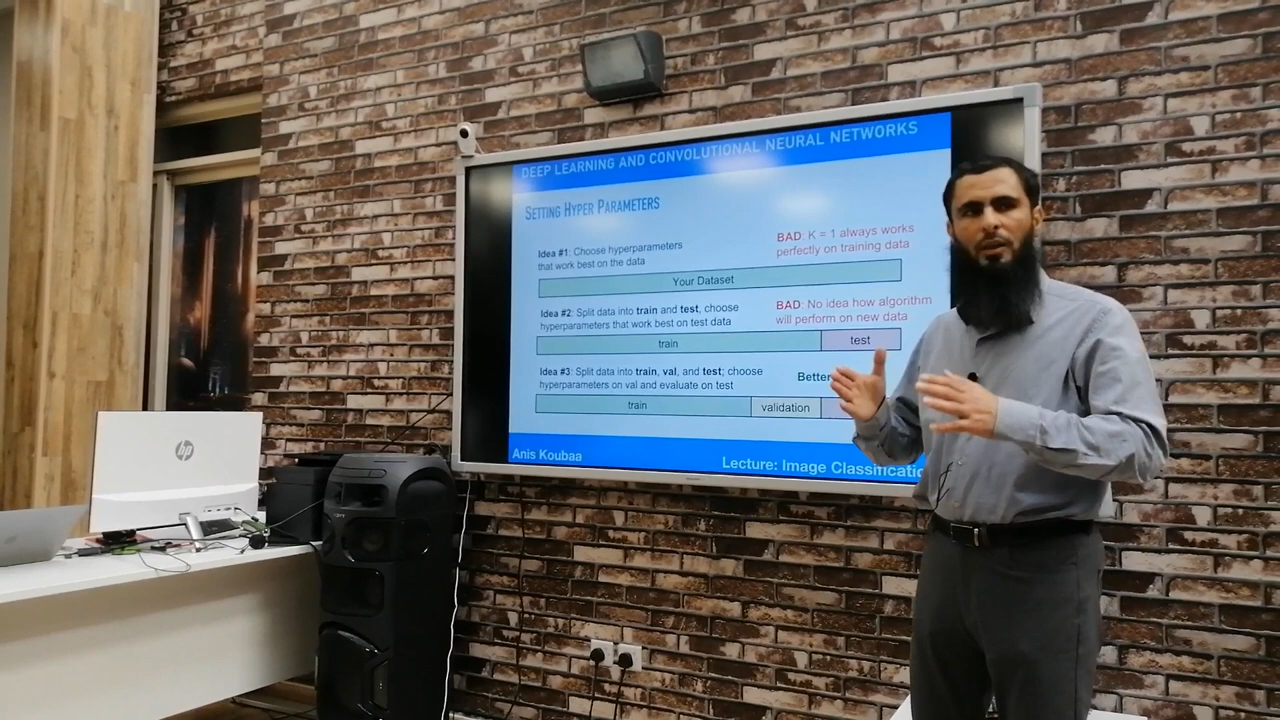 DEEP LEARNING AND CONVOLUTIONAL NEURAL NETWORKS
SETTING HYPER PARAMETERS
Idea #1: Choose hyperparameters
that work best on the data
BAD: K = 1 always works
perfectly on training data
Your Dataset
Idea #2: Split data into train and test, choose
hyperparameters that work best on test data
BAD: No idea how algorithm
will perform on new data
train
test
Idea #3: Split data into train, val, and test; choose
hyperparameters on val and evaluate on test
Better
train
validation
Anis Koubaa
Lecture: Image Classificatio
hp
SONY